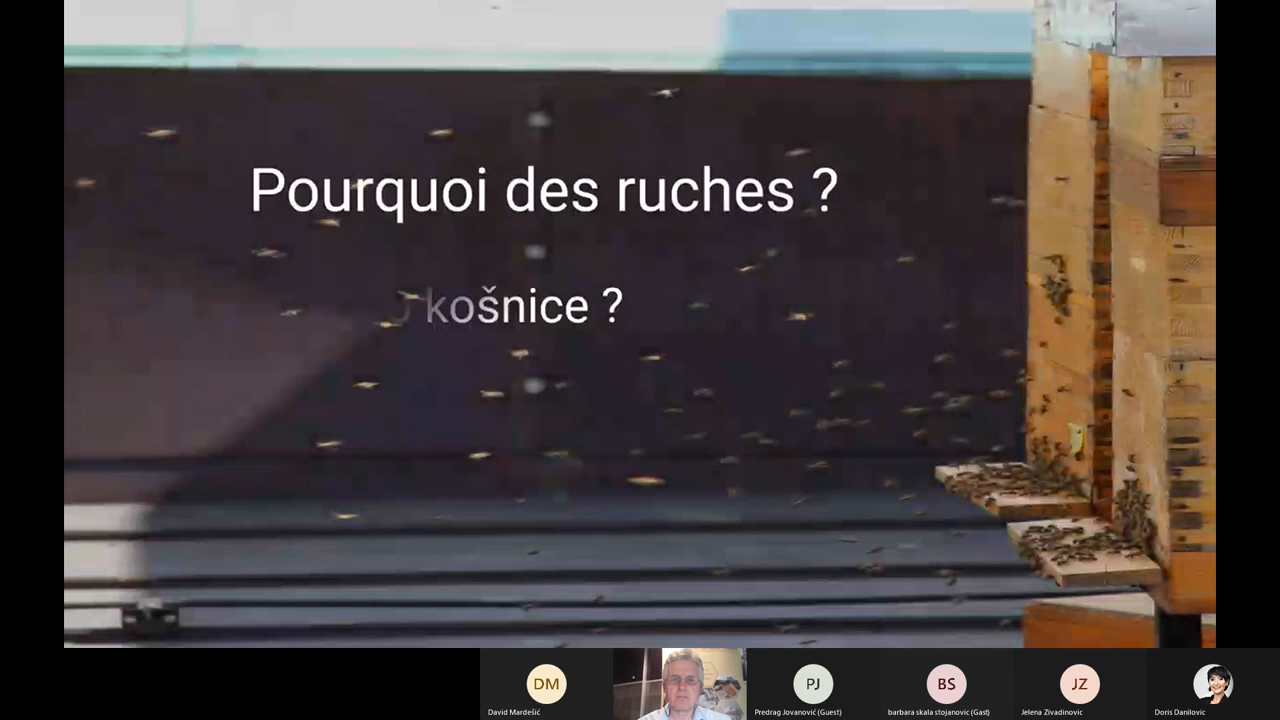 Pourquoi des ruches ?
košnice ?
DM
PJ
BS
JZ
David Mardešić
Predrag Jovanović (Guest)
barbara skala stojanovic (Gast)
Jelena Zivadinovic
Doris Danilovic